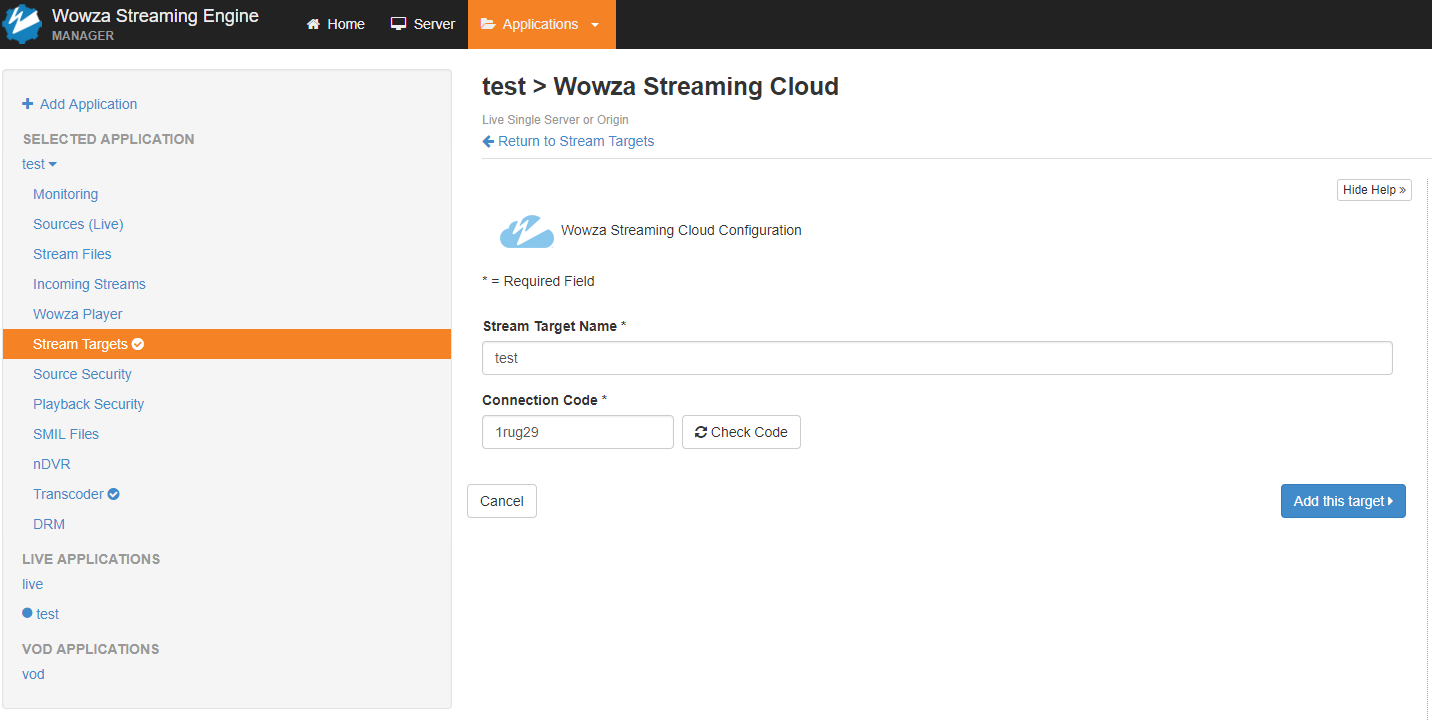 Wowza Streaming Engine
MANAGER
Home
Server
Applications
Add Application
SELECTED APPLICATION
test
Monitoring
Sources (Live)
Stream Files
Incoming Streams
Wowza Player
Stream Targets
Source Security
Playback Security
SMIL Files
nDVR
Transcoder
DRM
LIVE APPLICATIONS
live
test
VOD APPLICATIONS
vod
test > Wowza Streaming Cloud
Live Single Server or Origin
Return to Stream Targets
Hide Help »
Wowza Streaming Cloud Configuration
* = Required Field
Stream Target Name *
test
Connection Code *
1rug29
Check Code
Cancel
Add this target